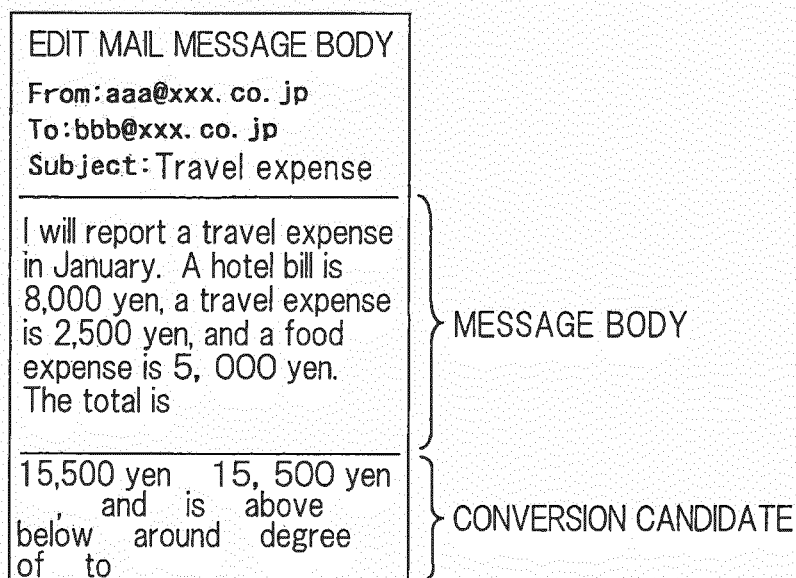 EDIT MAIL MESSAGE BODY
From:aaa@xxx. co. jp
To:bbb@xxx. co. jp
Subject:Travel expense
I will report a travel expense
in January. A hotel bill is
8,000 yen, a travel expense
is 2,500 yen, and a food
expense is 5, 000 yen.
The total is
MESSAGE BODY
15,500 yen 15, 500 yen
, and is above
below around degree
of to
CONVERSION CANDIDATE